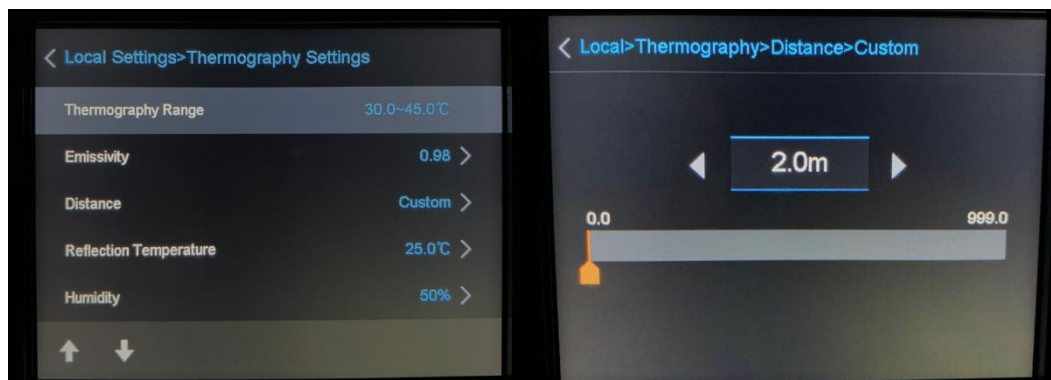 Local Settings>Thermography Settings
Thermography Range 30.0~45.0℃
Emissivity 0.98
Distance Custom
Reflection Temperature 25.0℃
Humidity 50%
Local>Thermography>Distance>Custom
2.0m
0.0 999.0